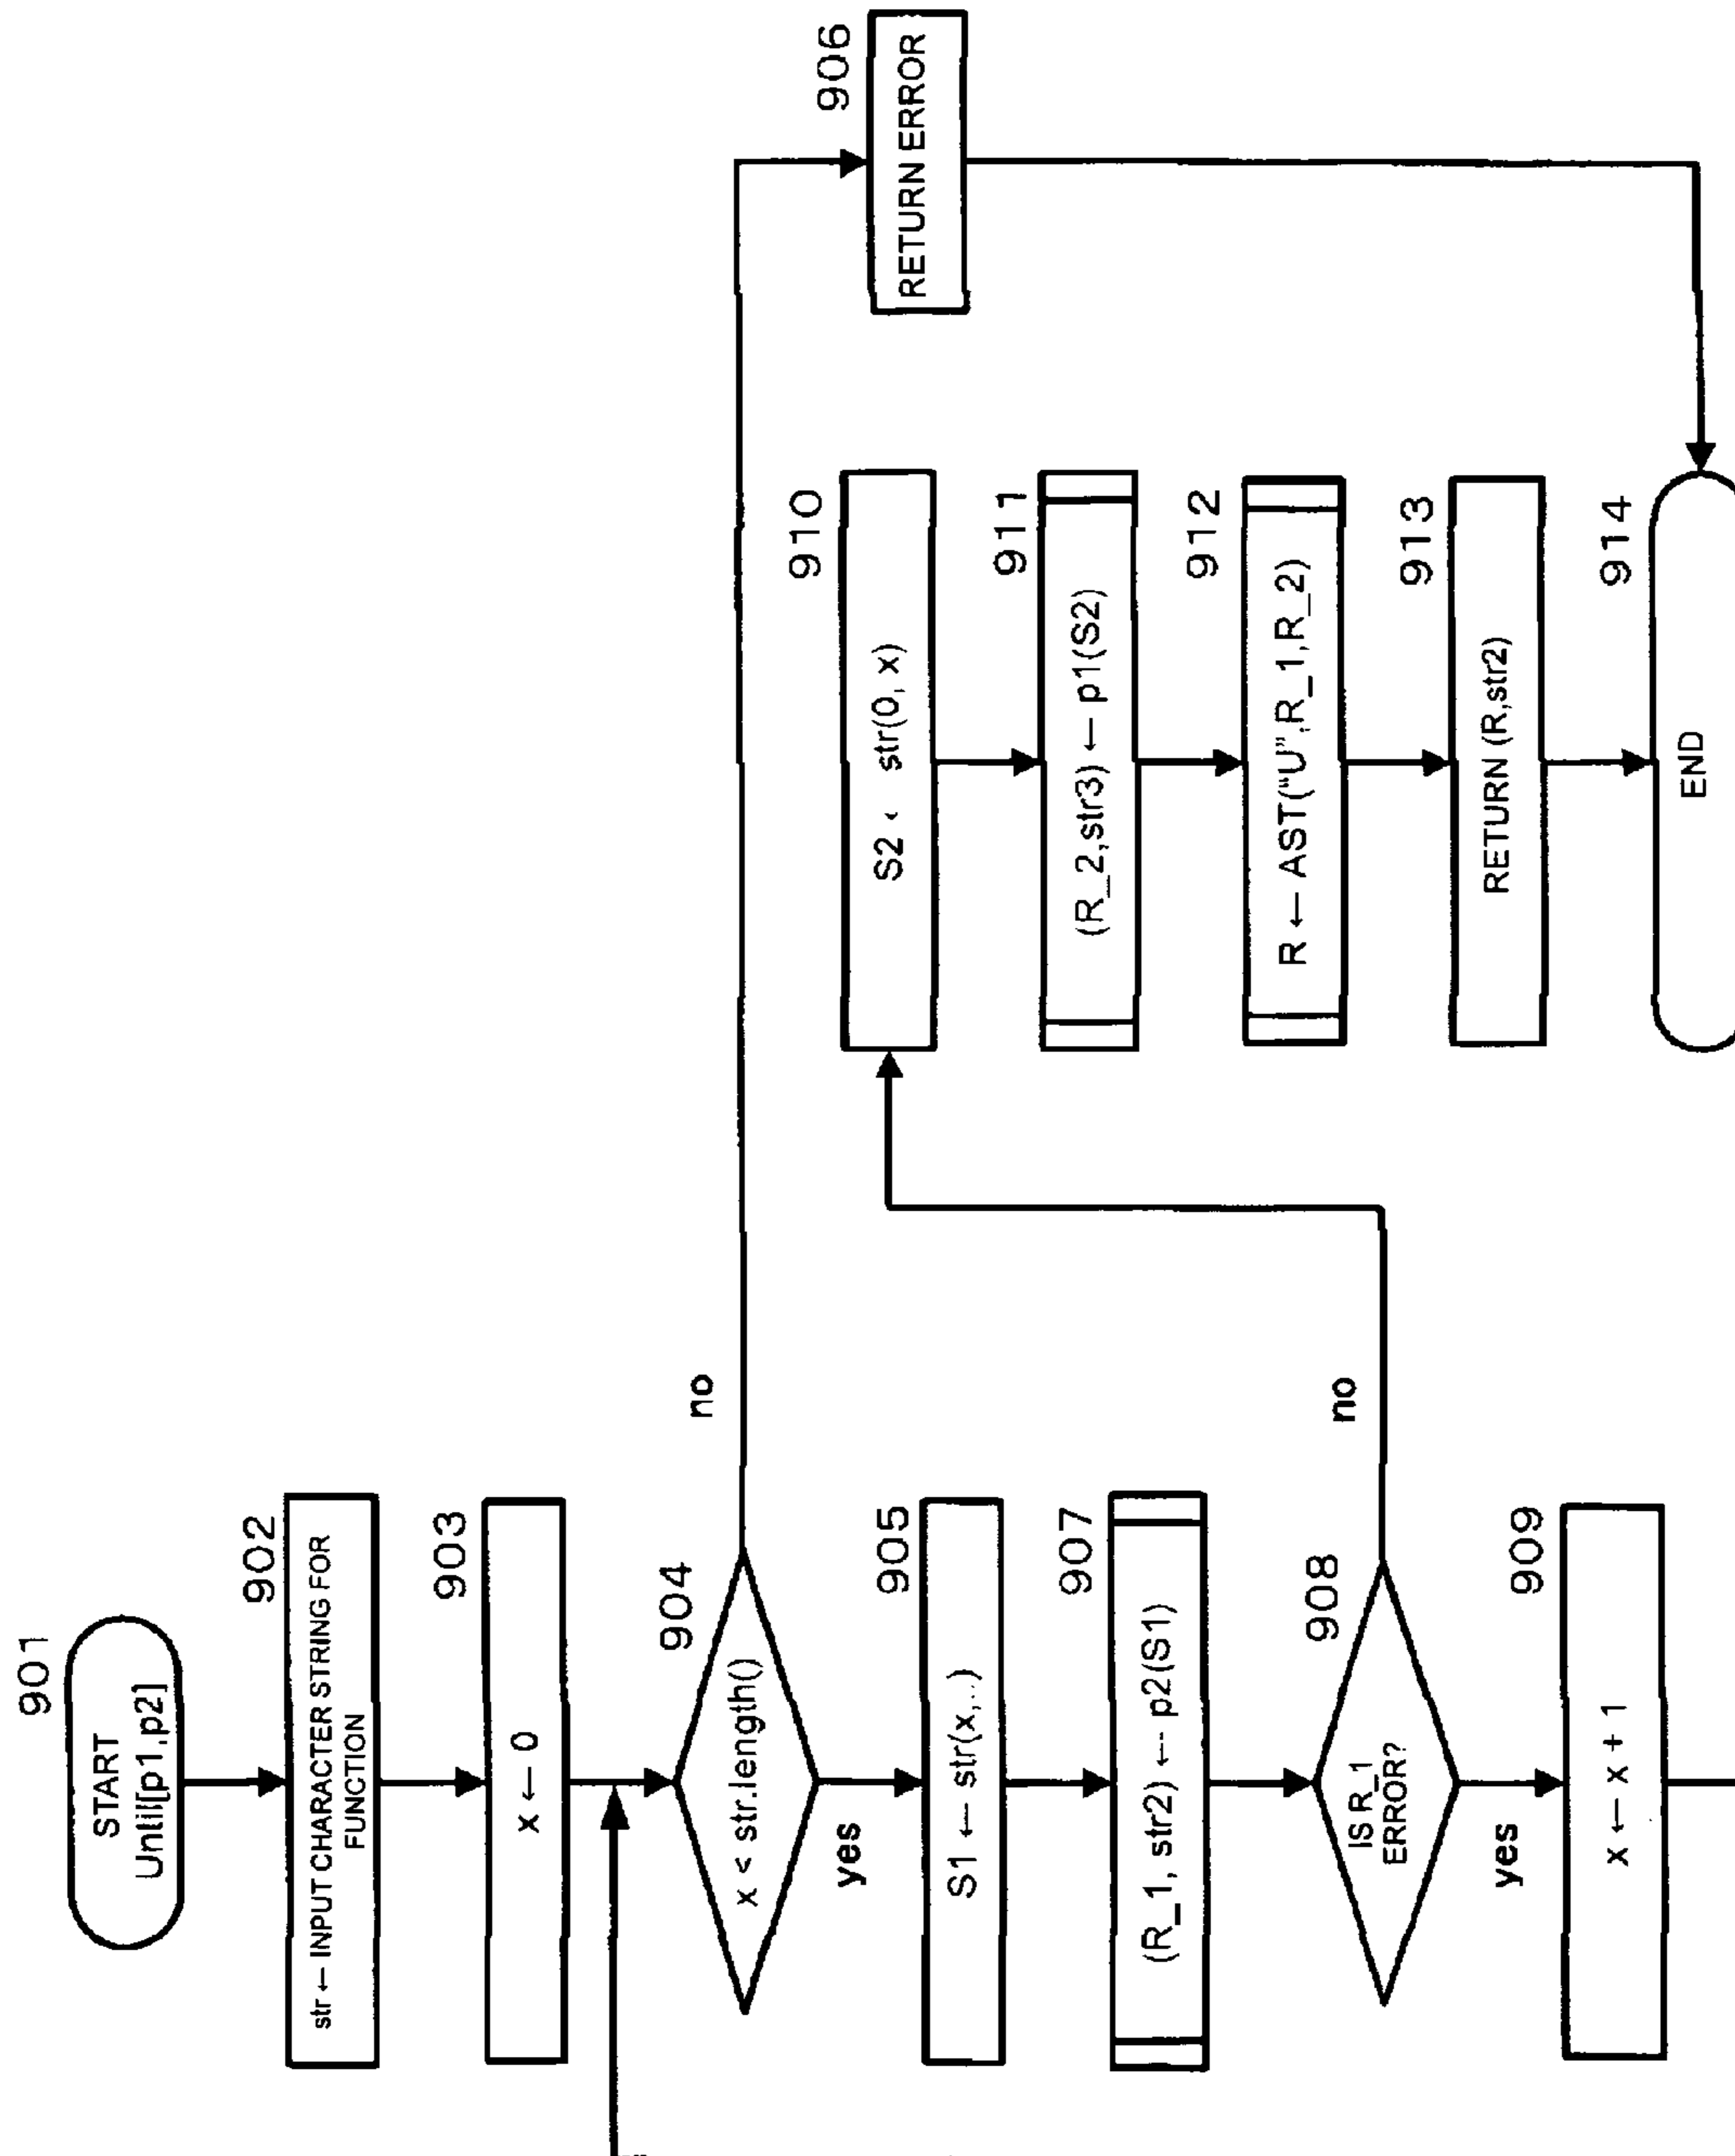 901
START
Until[p1,p2]
902
str ← INPUT CHARACTER STRING FOR
FUNCTION
903
x ← 0
904
x < str.length()
no
yes
905
S1 ← str(x,..)
906
RETURN ERROR
907
(R_1, str2) ← p2(S1)
908
IS R_1
ERROR?
no
yes
909
x ← x + 1
910
S2 ← str(0, x)
911
(R_2,str3) ← p1(S2)
912
R ← AST("U",R_1,R_2)
913
RETURN (R,str2)
914
END